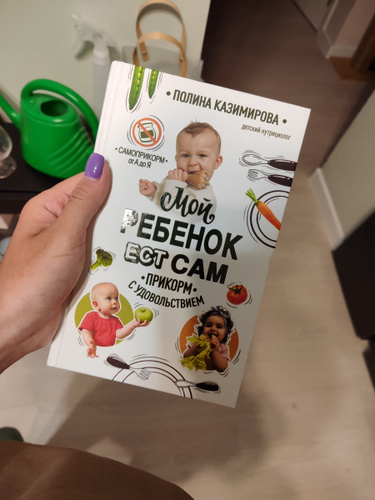 • ПОЛИНА КАЗИМИРОВА •
детский нутрициолог
• САМОПРИКОРМ •
от А до Я
Мой
РЕБЕНОК
ЕСТ САМ
• ПРИКОРМ •
С УДОВОЛЬСТВИЕМ